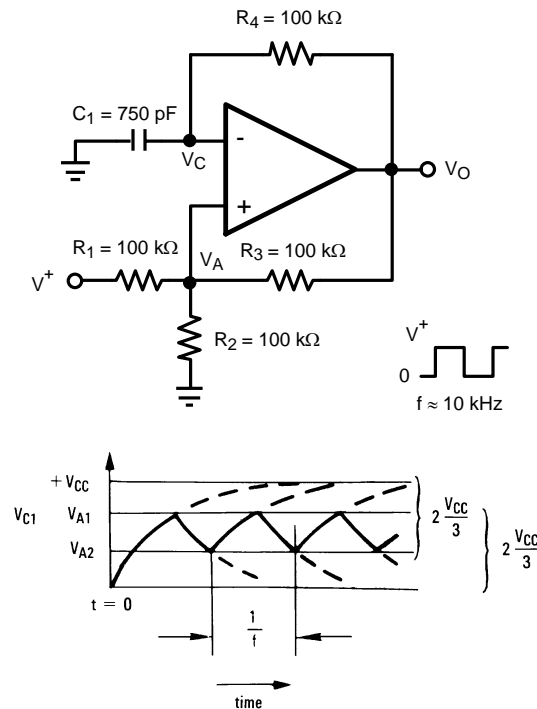 R4 = 100 kΩ
C1 = 750 pF
VC
-
+
VO
R1 = 100 kΩ
VA
R3 = 100 kΩ
V+
R2 = 100 kΩ
V+
0
f ≈ 10 kHz
+ VCC
VC1
VA1
VA2
2 VCC/3
2 VCC/3
t = 0
1/f
time